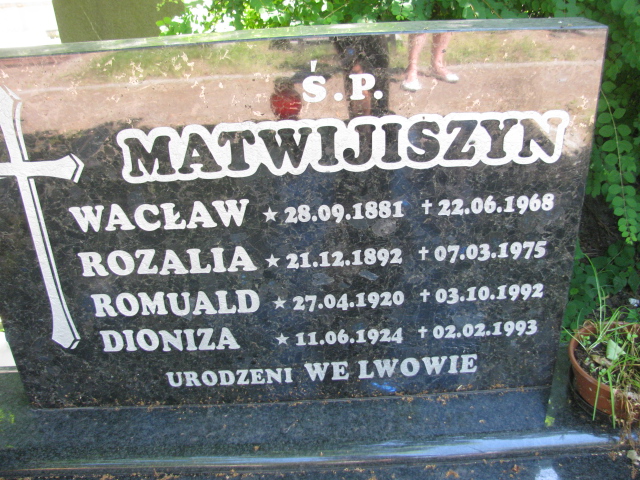 Ś.P.
MATWIJISZYN
WACŁAW ★ 28.09.1881 † 22.06.1968
ROZALIA ★ 21.12.1892 † 07.03.1975
ROMUALD ★ 27.04.1920 † 03.10.1992
DIONIZA ★ 11.06.1924 † 02.02.1993
URODZENI WE LWOWIE